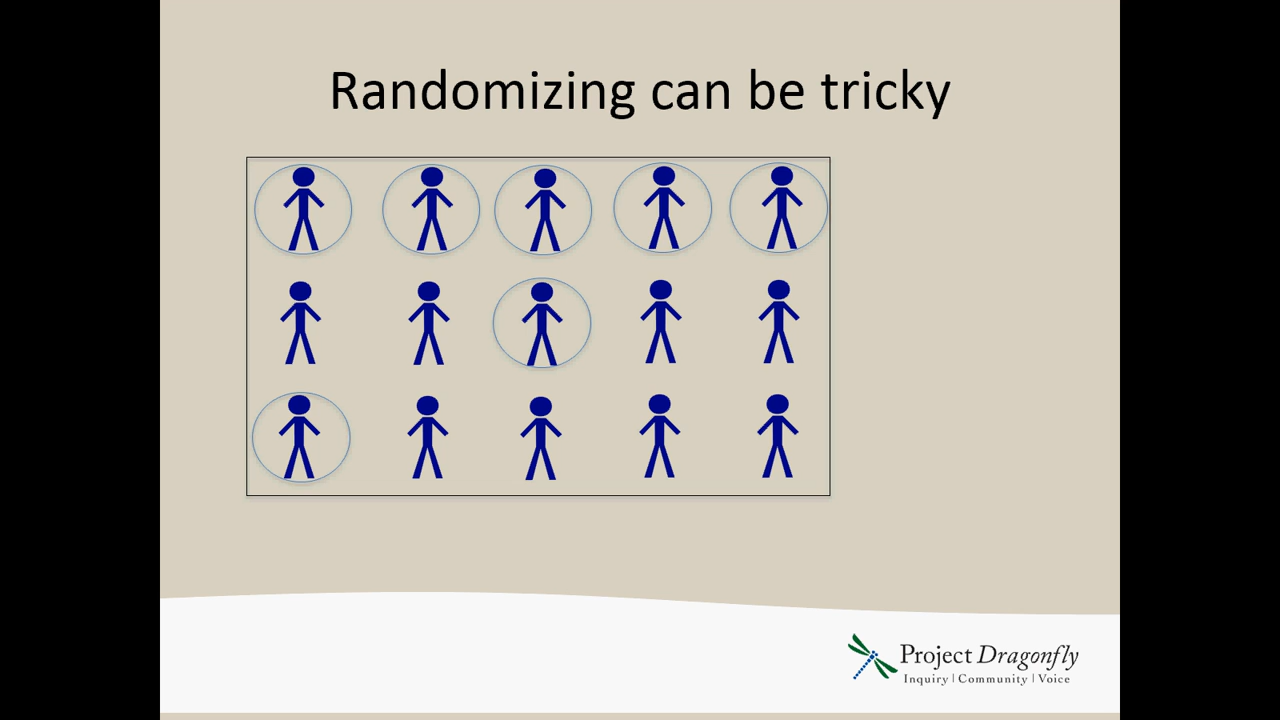 Randomizing can be tricky
Project Dragonfly
Inquiry | Community | Voice